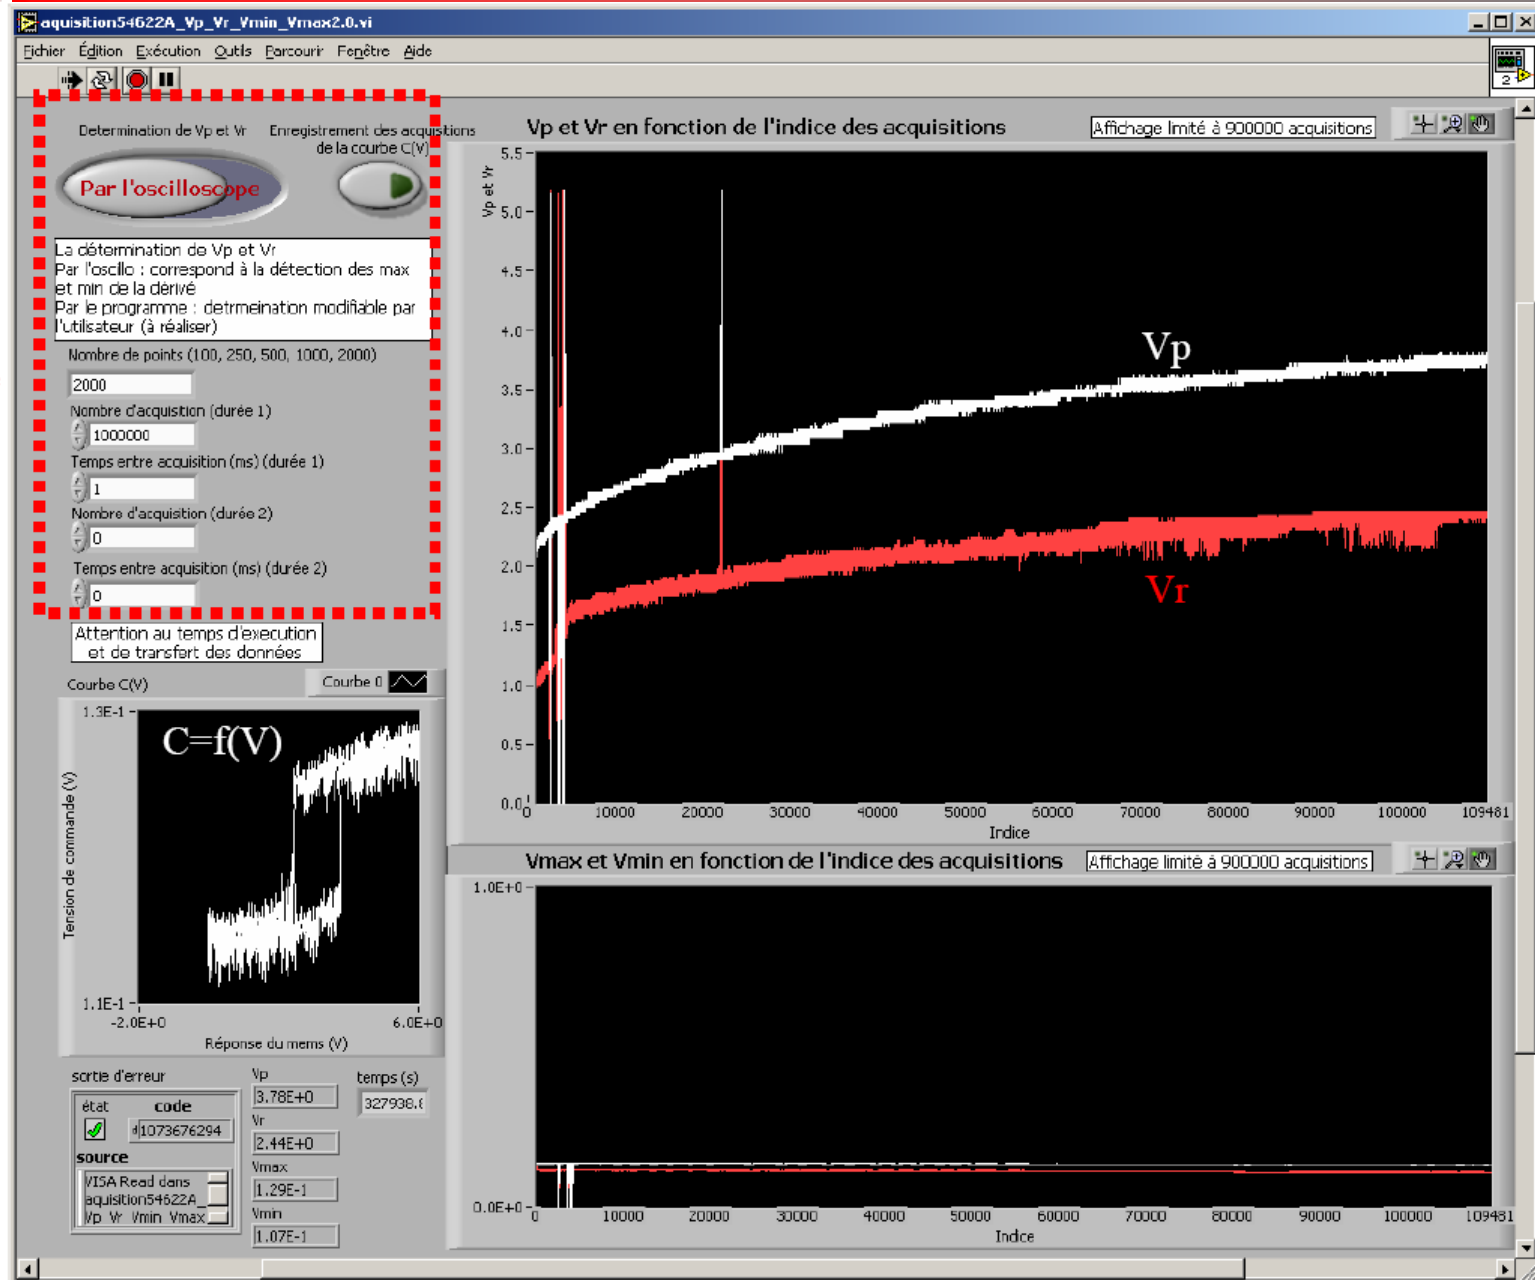 aquisition54622A_Vp_Vr_Vmin_Vmax2.0.vi
Fichier Édition Exécution Outils Parcourir Fenêtre Aide
2
Determination de Vp et Vr
Enregistrement des acquisitions
de la courbe C(V)
Par l'oscilloscope
La détermination de Vp et Vr
Par l'oscillo : correspond à la détection des max
et min de la dérivé
Par le programme : detrmeination modifiable par
l'utilisateur (à réaliser)
Nombre de points (100, 250, 500, 1000, 2000)
2000
Nombre d'acquisition (durée 1)
1000000
Temps entre acquisition (ms) (durée 1)
1
Nombre d'acquisition (durée 2)
0
Temps entre acquisition (ms) (durée 2)
0
Attention au temps d'execution
et de transfert des données
Courbe C(V)
Courbe 0
1.3E-1
C=f(V)
Tension de commande (V)
1.1E-1
-2.0E+0 6.0E+0
Réponse du mems (V)
sortie d'erreur
état code
1073676294
source
VISA Read dans
aquisition54622A_
Vp_Vr_Vmin_Vmax
Vp
3.78E+0
Vr
2.44E+0
Vmax
1.29E-1
Vmin
1.07E-1
temps (s)
Vp et Vr en fonction de l'indice des acquisitions
Affichage limité à 900000 acquisitions
Vp et Vr
5.5
5.0
4.5
4.0
3.5
3.0
2.5
2.0
1.5
1.0
0.5
0.0
Vp
Vr
0 10000 20000 30000 40000 50000 60000 70000 80000 90000 100000 109481
Indice
Vmax et Vmin en fonction de l'indice des acquisitions
Affichage limité à 900000 acquisitions
1.0E+0
0.0E+0
0 10000 20000 30000 40000 50000 60000 70000 80000 90000 100000 109481
Indice